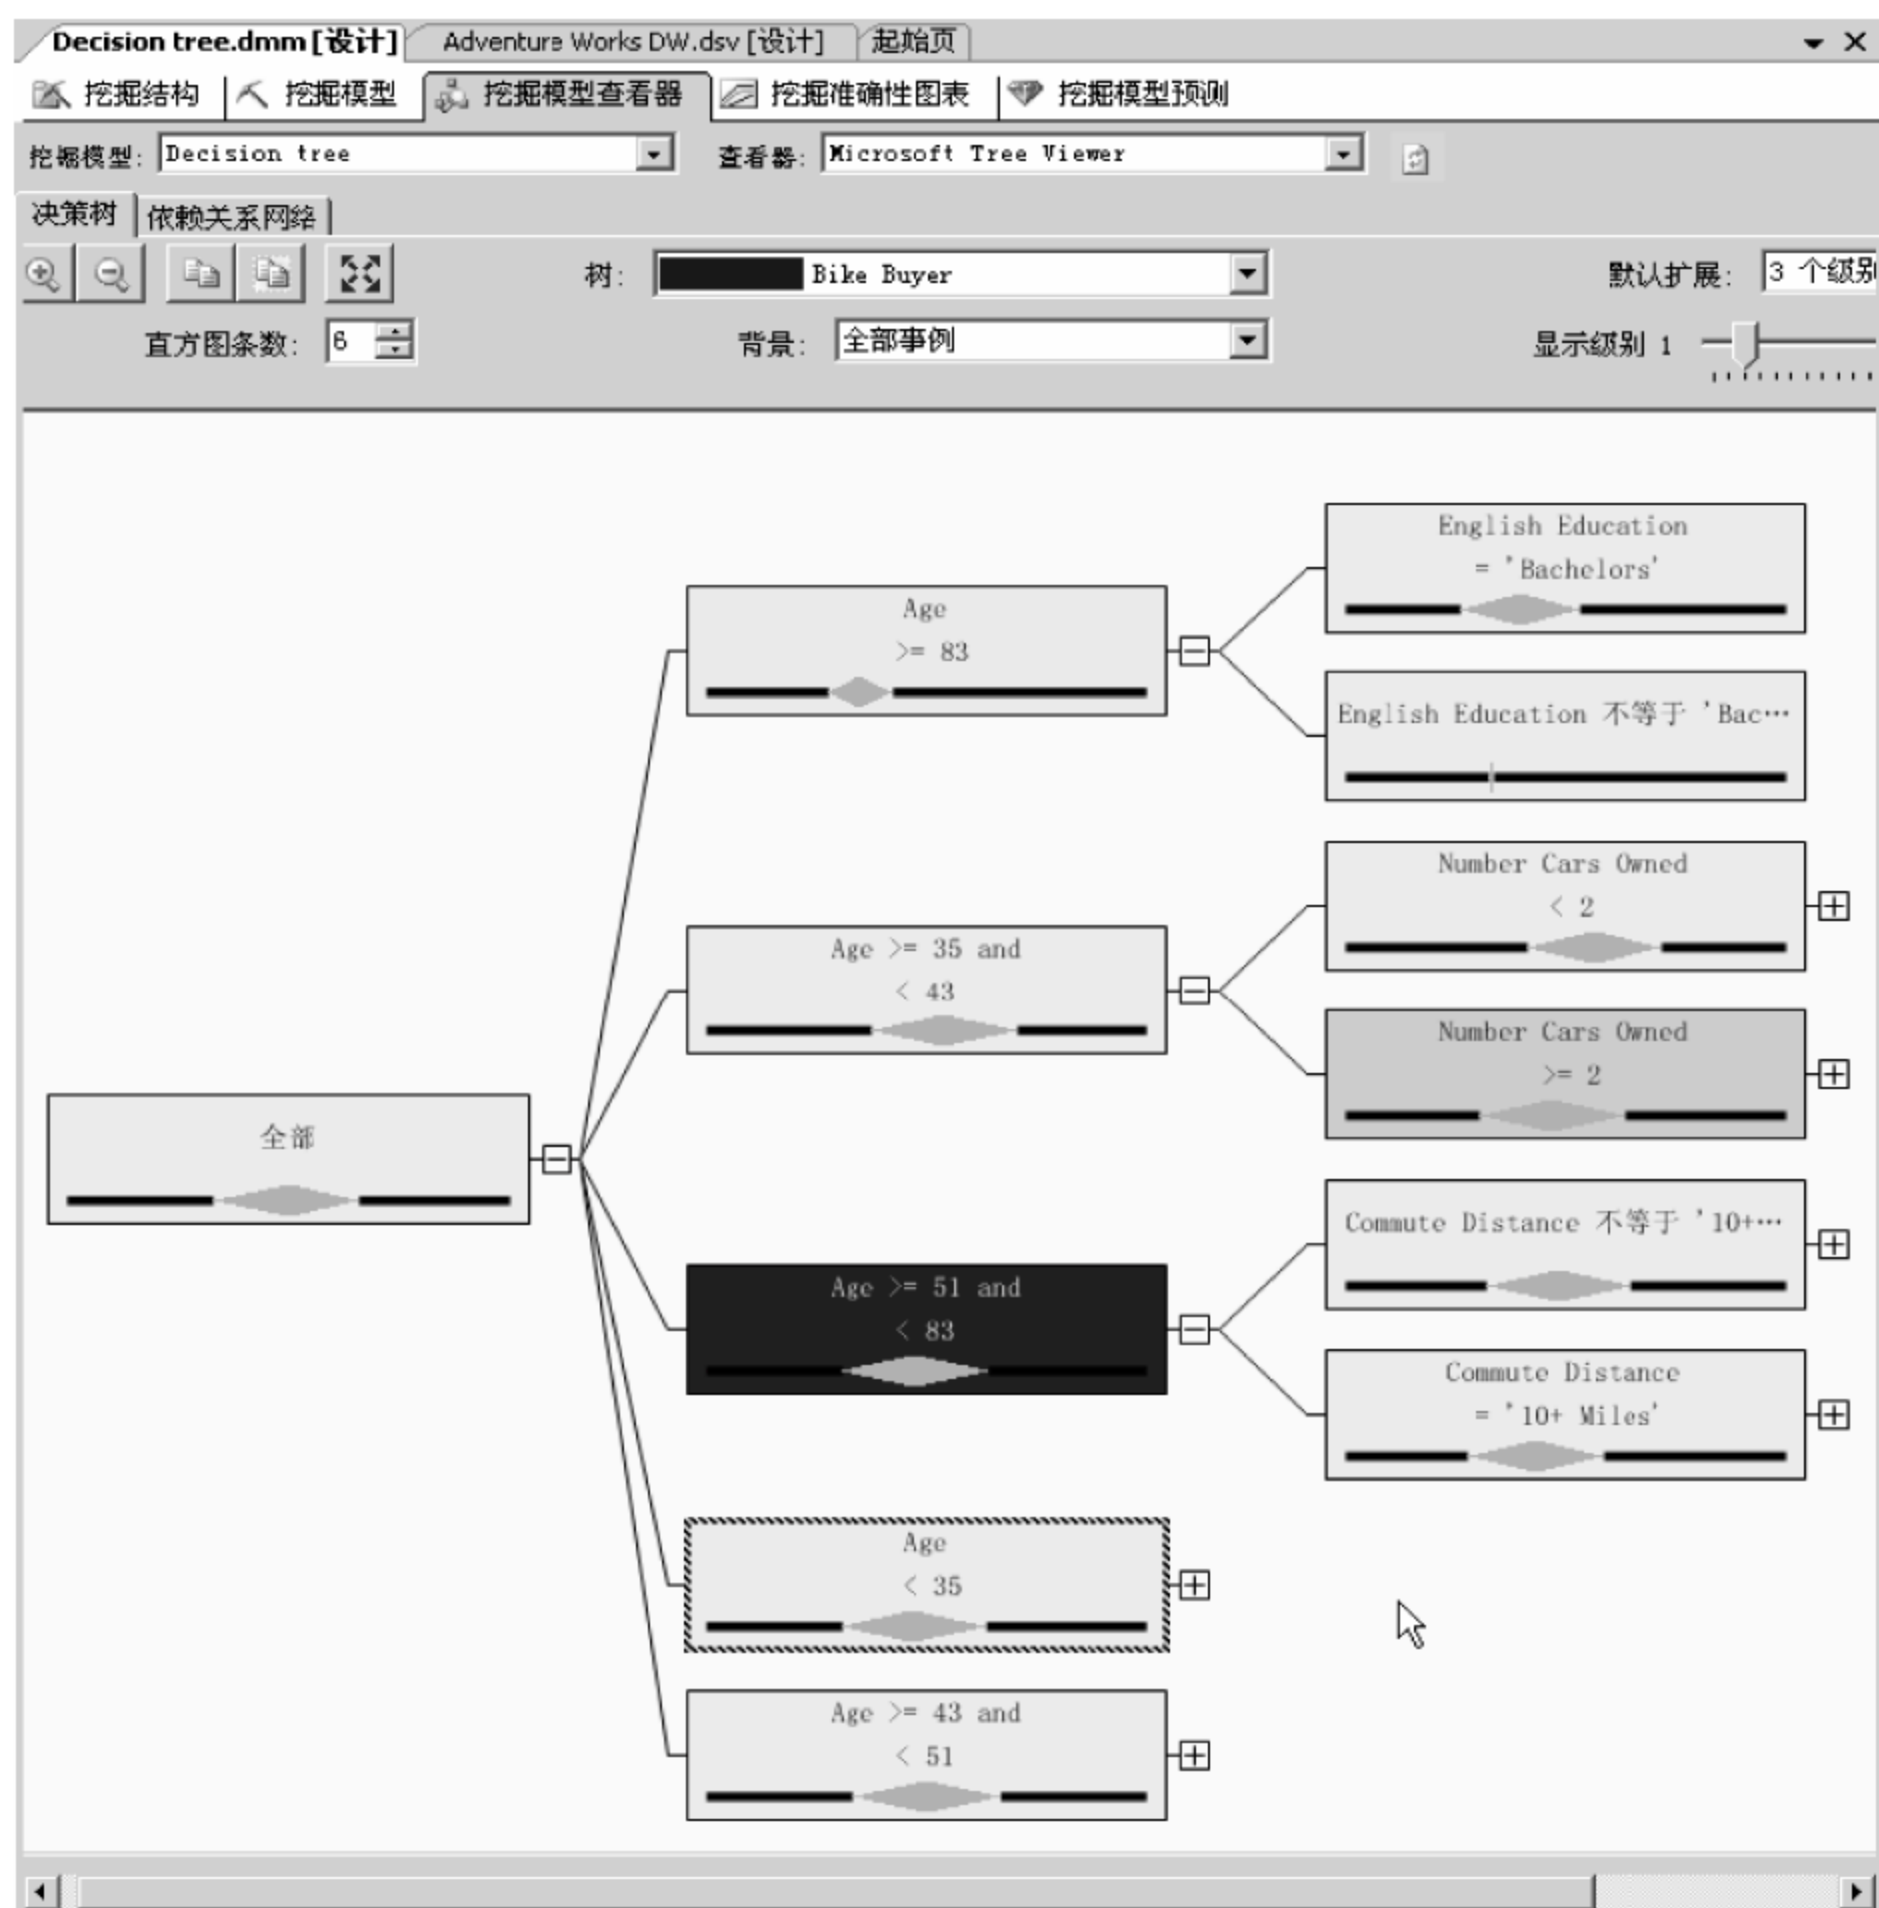 Decision tree.dmm [设计] Adventure Works DW.dsv [设计] 起始页
挖掘结构 挖掘模型 挖掘模型查看器 挖掘准确性图表 挖掘模型预测
挖掘模型: Decision tree 查看器: Microsoft Tree Viewer
决策树 依赖关系网络
树: Bike Buyer 默认扩展: 3 个级别
直方图条数: 6 背景: 全部事例 显示级别 1
全部
Age
>= 83
Age >= 35 and
< 43
Age >= 51 and
< 83
Age
< 35
Age >= 43 and
< 51
English Education
= 'Bachelors'
English Education 不等于 'Bac…
Number Cars Owned
< 2
Number Cars Owned
>= 2
Commute Distance 不等于 '10+…
Commute Distance
= '10+ Miles'